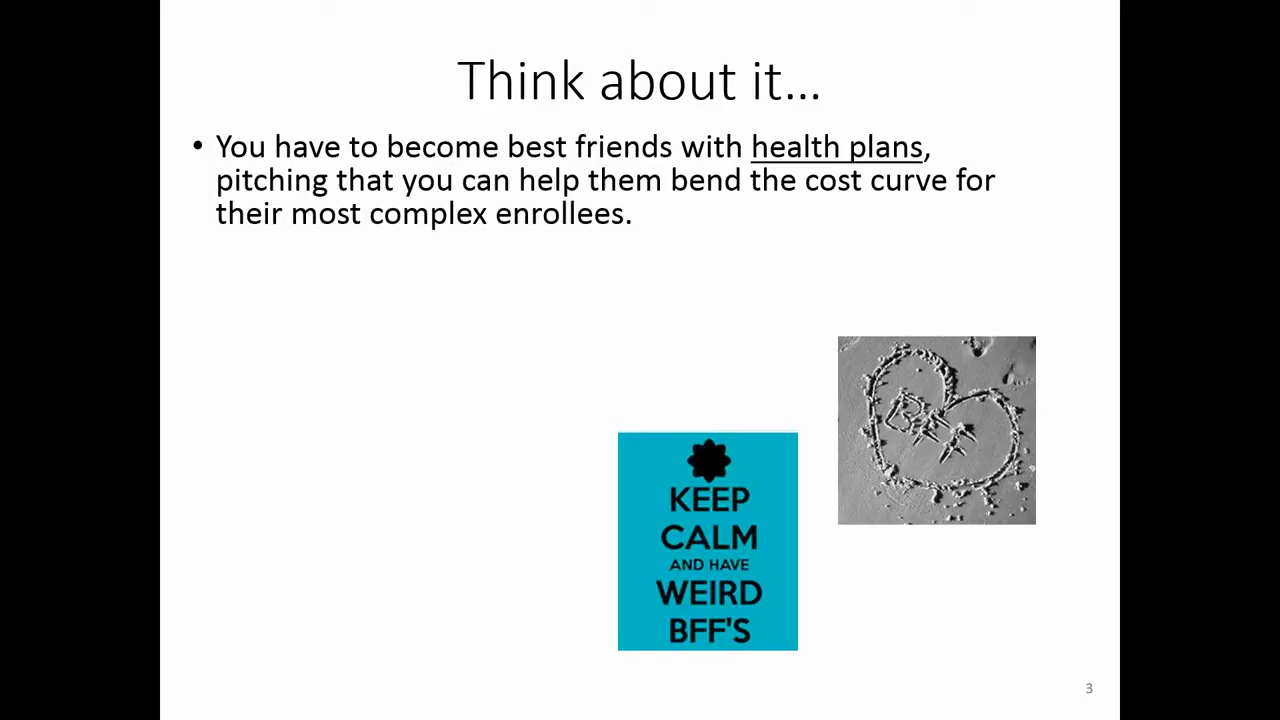 Think about it...
• You have to become best friends with health plans,
pitching that you can help them bend the cost curve for
their most complex enrollees.
BFF
KEEP
CALM
AND HAVE
WEIRD
BFF'S
3